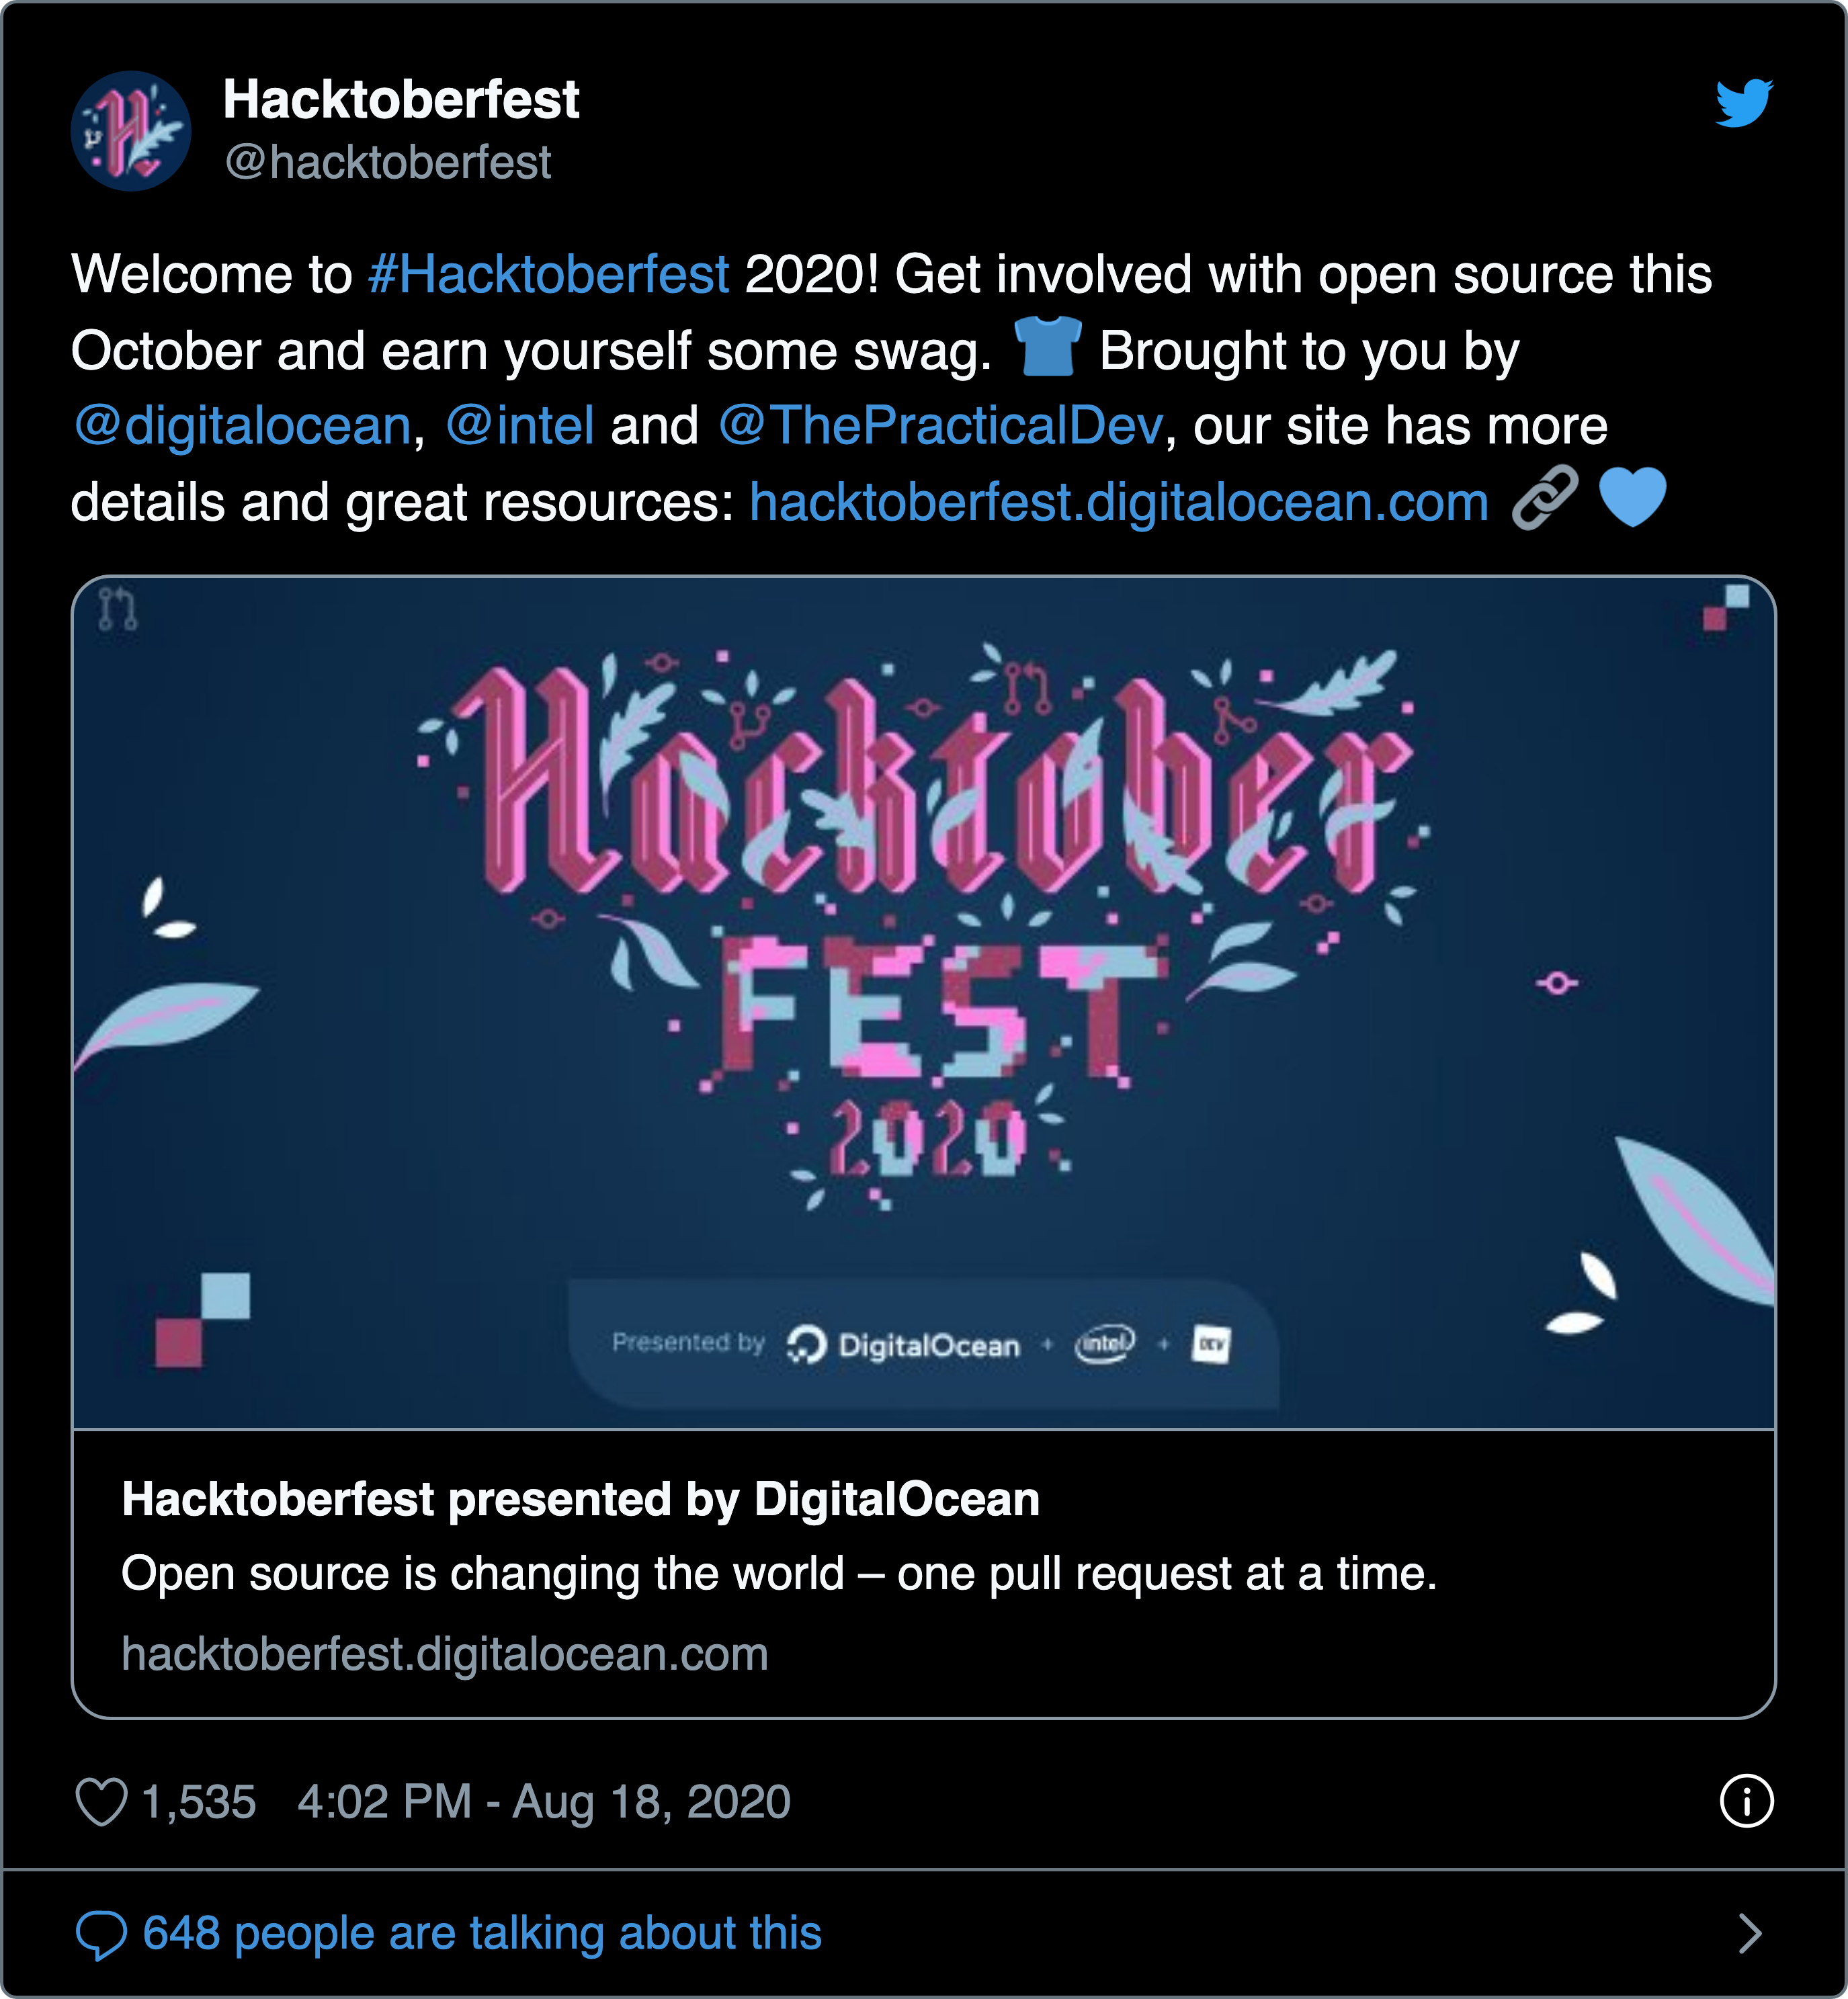 Hacktoberfest
@hacktoberfest
Welcome to #Hacktoberfest 2020! Get involved with open source this
October and earn yourself some swag. 👕 Brought to you by
@digitalocean, @intel and @ThePracticalDev, our site has more
details and great resources: hacktoberfest.digitalocean.com 🔗 💙
Hacktober
FEST
2020
Presented by DigitalOcean + intel + DEV
Hacktoberfest presented by DigitalOcean
Open source is changing the world – one pull request at a time.
hacktoberfest.digitalocean.com
1,535 4:02 PM - Aug 18, 2020
648 people are talking about this